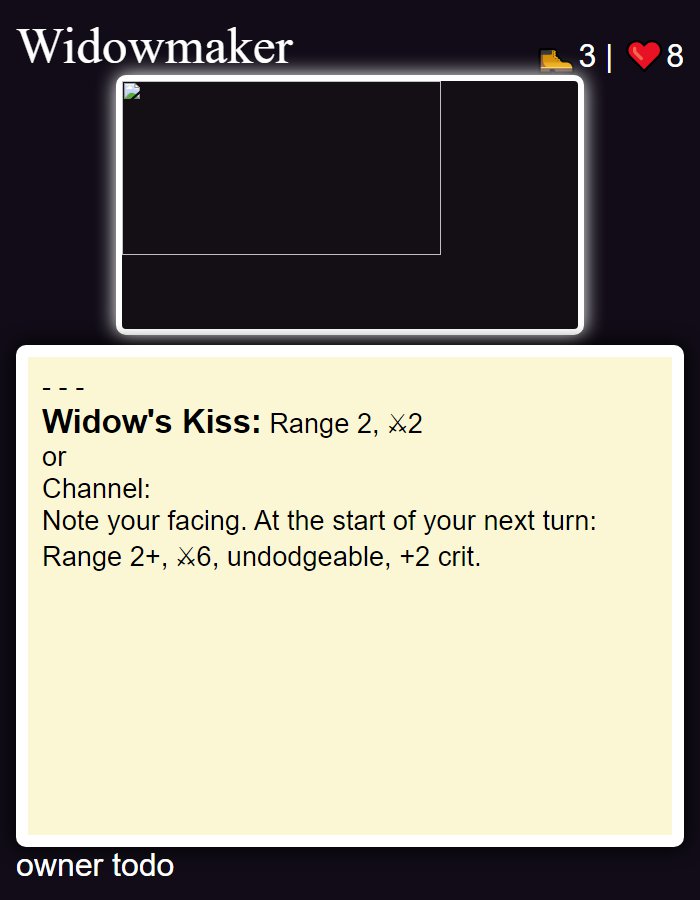 Widowmaker
🥾3 | ❤️8
- - -
Widow's Kiss: Range 2, ⚔2
or
Channel:
Note your facing. At the start of your next turn:
Range 2+, ⚔6, undodgeable, +2 crit.
owner todo